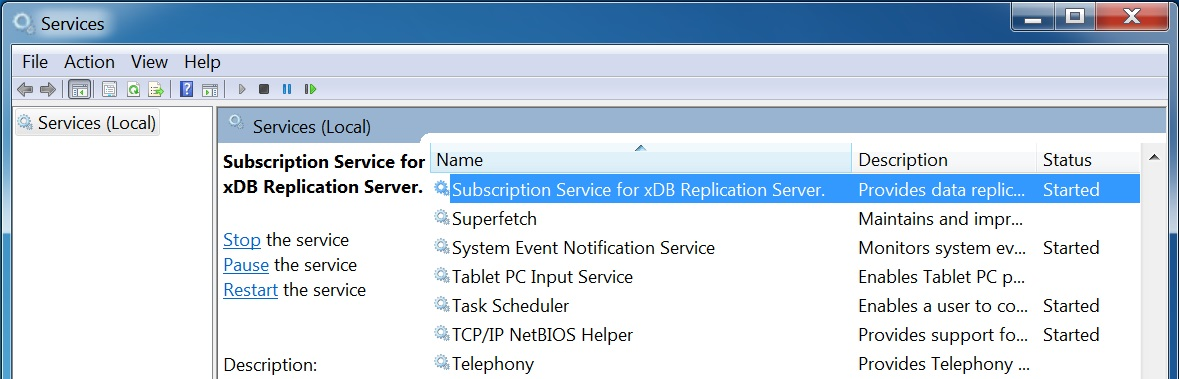 Services
File Action View Help
Services (Local)
Services (Local)
Subscription Service for
xDB Replication Server.
Stop the service
Pause the service
Restart the service
Description:
Name Description Status
Subscription Service for xDB Replication Server. Provides data replic... Started
Superfetch Maintains and impr...
System Event Notification Service Monitors system ev... Started
Tablet PC Input Service Enables Tablet PC p...
Task Scheduler Enables a user to co... Started
TCP/IP NetBIOS Helper Provides support fo... Started
Telephony Provides Telephony ...